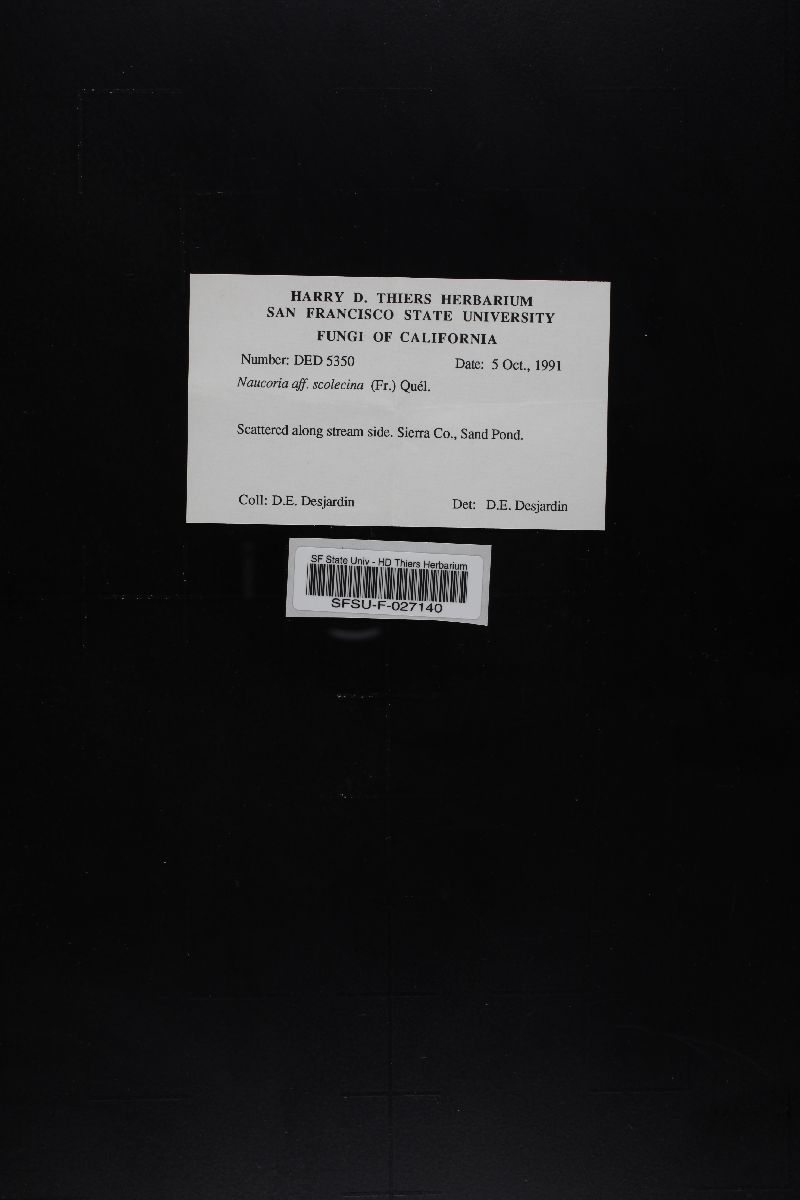 HARRY D. THIERS HERBARIUM
SAN FRANCISCO STATE UNIVERSITY
FUNGI OF CALIFORNIA
Number: DED 5350 Date: 5 Oct., 1991
Naucoria aff. scolecina (Fr.) Quél.
Scattered along stream side. Sierra Co., Sand Pond.
Coll: D.E. Desjardin Det: D.E. Desjardin
SF State Univ - HD Thiers Herbarium
SFSU-F-027140